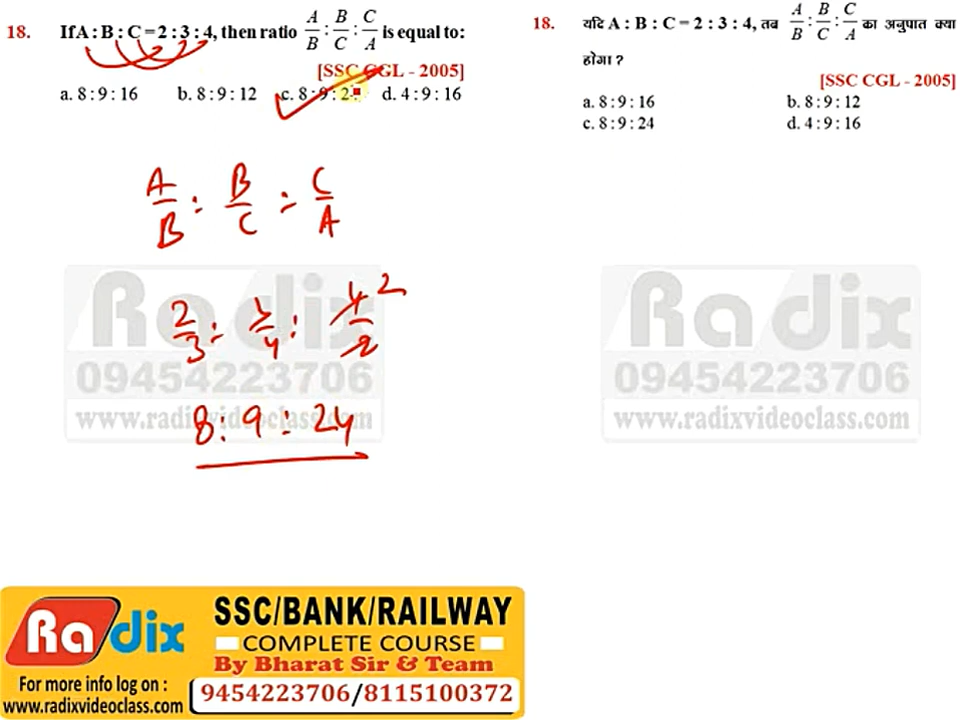 18. If A : B : C = 2 : 3 : 4, then ratio A/B : B/C : C/A is equal to:
[SSC CGL - 2005]
a. 8 : 9 : 16 b. 8 : 9 : 12 c. 8 : 9 : 2 d. 4 : 9 : 16
A/B : B/C : C/A
2/3 : 3/4 : 4/2 2
8 : 9 : 24
18. यदि A : B : C = 2 : 3 : 4, तब A/B : B/C : C/A का अनुपात क्या
होगा ?
[SSC CGL - 2005]
a. 8 : 9 : 16 b. 8 : 9 : 12
c. 8 : 9 : 24 d. 4 : 9 : 16
Radix
09454223706
www.radixvideoclass.com
Radix
09454223706
www.radixvideoclass.com
Radix
For more info log on :
www.radixvideoclass.com
SSC/BANK/RAILWAY
COMPLETE COURSE
By Bharat Sir & Team
9454223706/8115100372